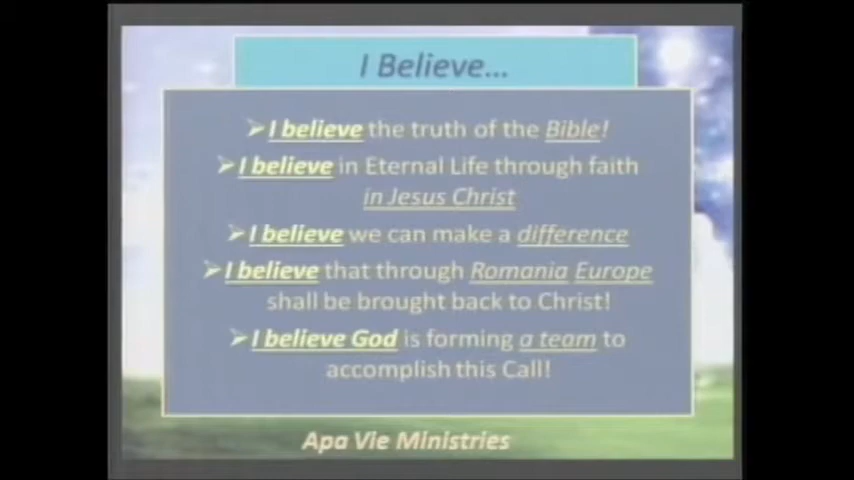 I Believe...
➢I believe the truth of the Bible!
➢I believe in Eternal Life through faith
in Jesus Christ
➢I believe we can make a difference
➢I believe that through Romania Europe
shall be brought back to Christ!
➢I believe God is forming a team to
accomplish this Call!
Apa Vie Ministries